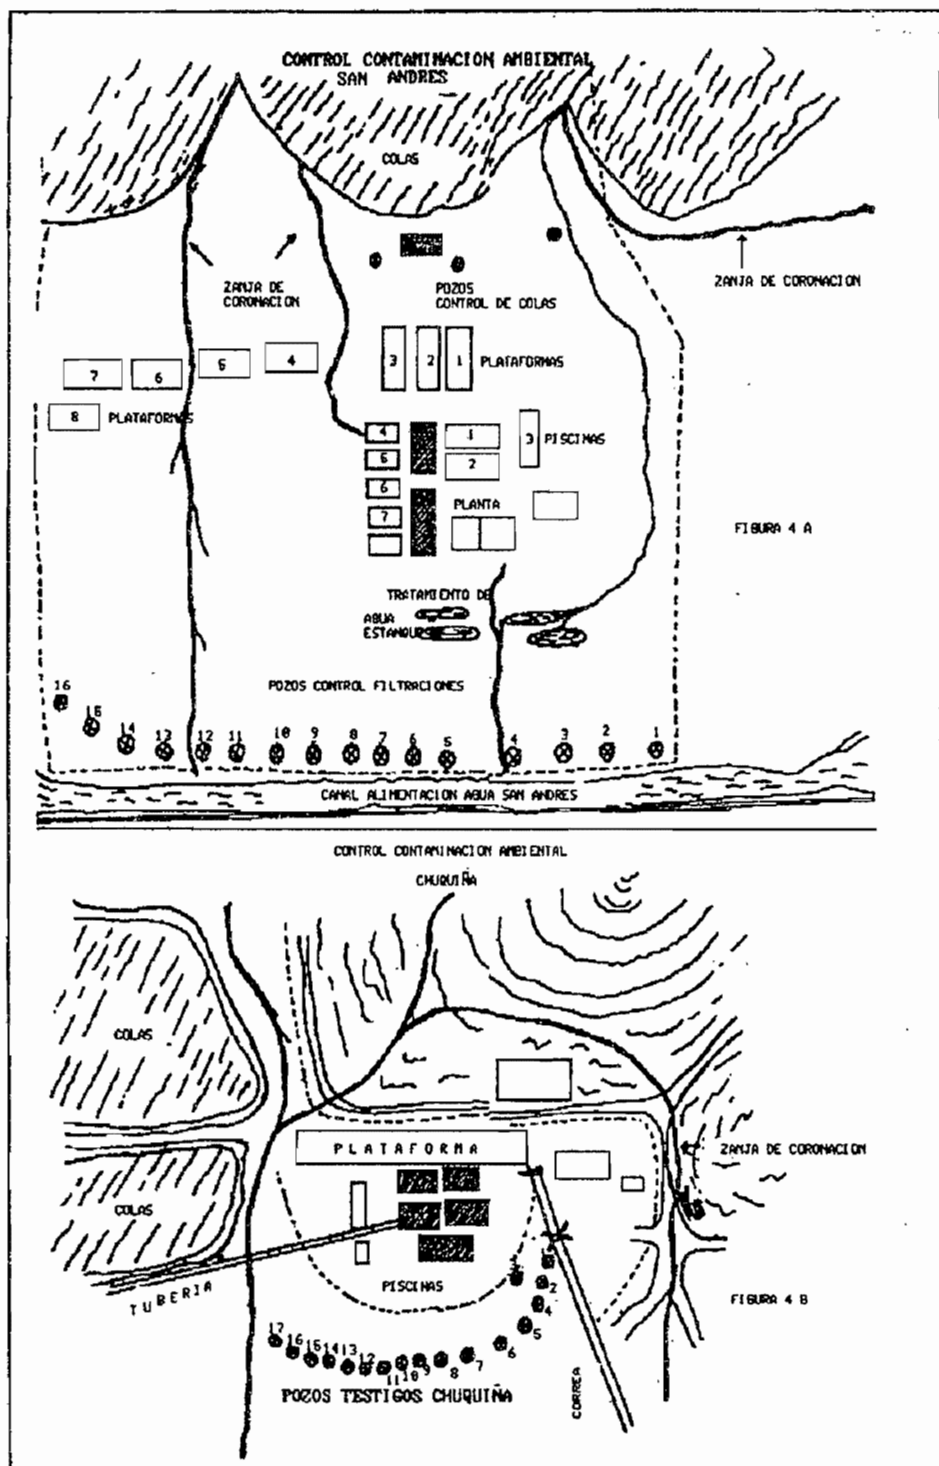 CONTROL CONTAMINACION AMBIENTAL
SAN ANDRES
COLAS
ZANJA DE
CORONACION
POZOS
CONTROL DE COLAS
ZANJA DE CORONACION
3
2
1
PLATAFORMAS
7
6
5
4
8
PLATAFORMAS
4
5
6
7
1
2
3
PISCINAS
PLANTA
FIGURA 4 A
TRATAMIENTO DE
AGUA
ESTANQUES
POZOS CONTROL FILTRACIONES
16
15
14
13
12
11
10
9
8
7
6
5
4
3
2
1
CANAL ALIMENTACION AGUA SAN ANDRES
CONTROL CONTAMINACION AMBIENTAL
CHUQUIÑA
COLAS
COLAS
PLATAFORMA
ZANJA DE CORONACION
TUBERIA
PISCINAS
FIGURA 4 B
2
4
5
6
7
8
9
10
11
12
13
14
15
16
17
POZOS TESTIGOS CHUQUIÑA
CORREA